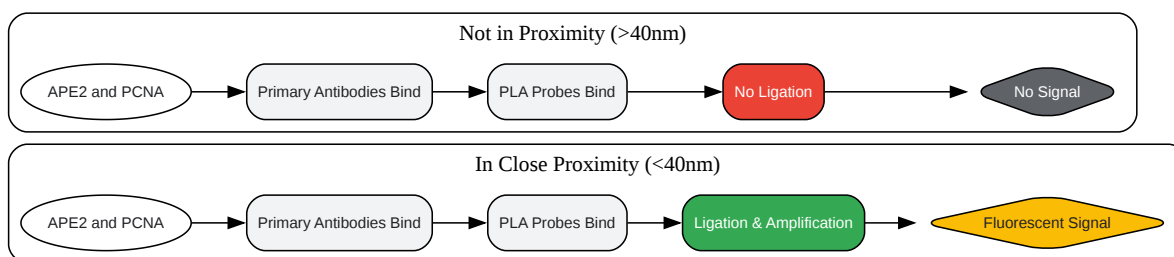 Not in Proximity (>40nm)
APE2 and PCNA
Primary Antibodies Bind
PLA Probes Bind
No Ligation
No Signal
In Close Proximity (<40nm)
APE2 and PCNA
Primary Antibodies Bind
PLA Probes Bind
Ligation & Amplification
Fluorescent Signal